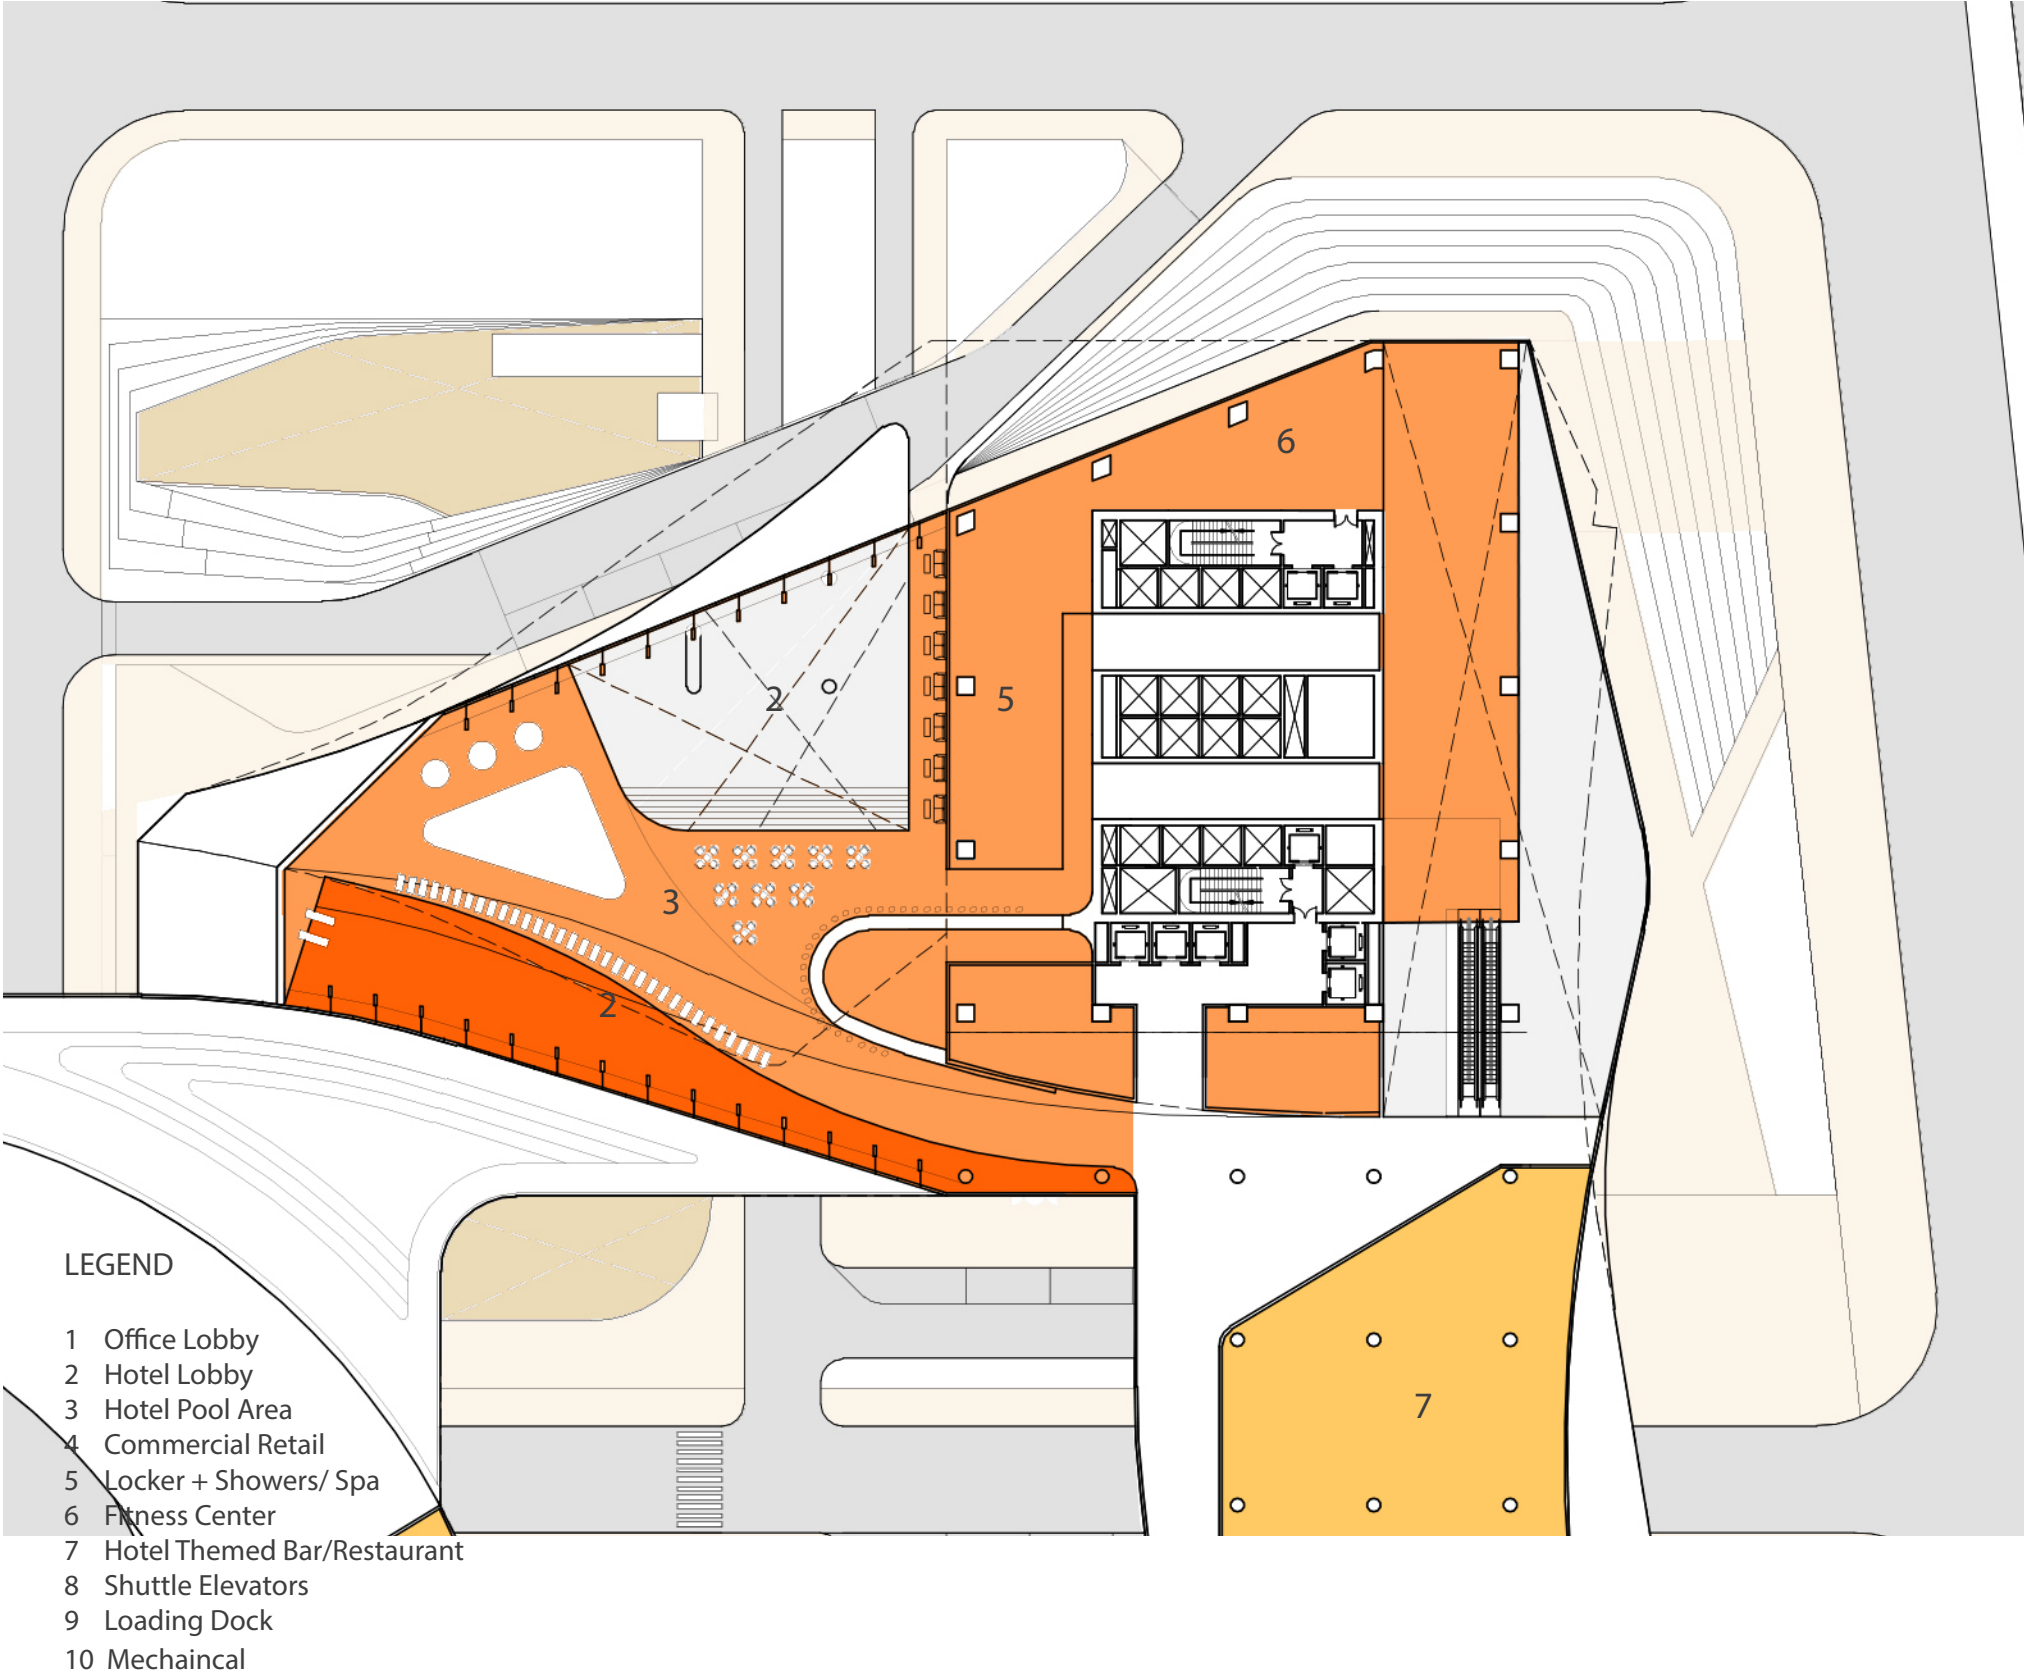 6
2
5
3
2
7
LEGEND
1 Office Lobby
2 Hotel Lobby
3 Hotel Pool Area
4 Commercial Retail
5 Locker + Showers/ Spa
6 Fitness Center
7 Hotel Themed Bar/Restaurant
8 Shuttle Elevators
9 Loading Dock
10 Mechaincal